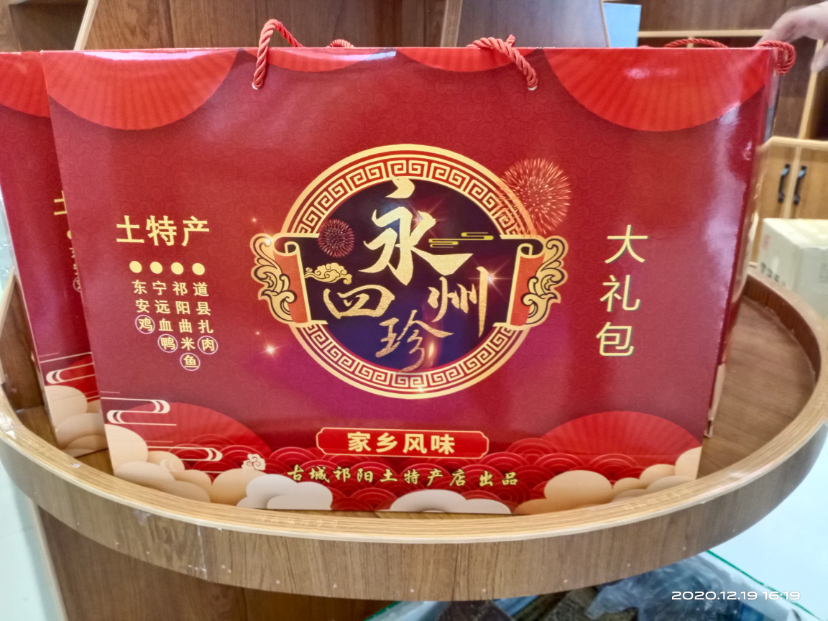 永州
四珍
土特产
东安鸡
宁远血鸭
祁阳曲米鱼
道县扎肉
大礼包
家乡风味
古城祁阳土特产店 出品
2020.12.19 16:19